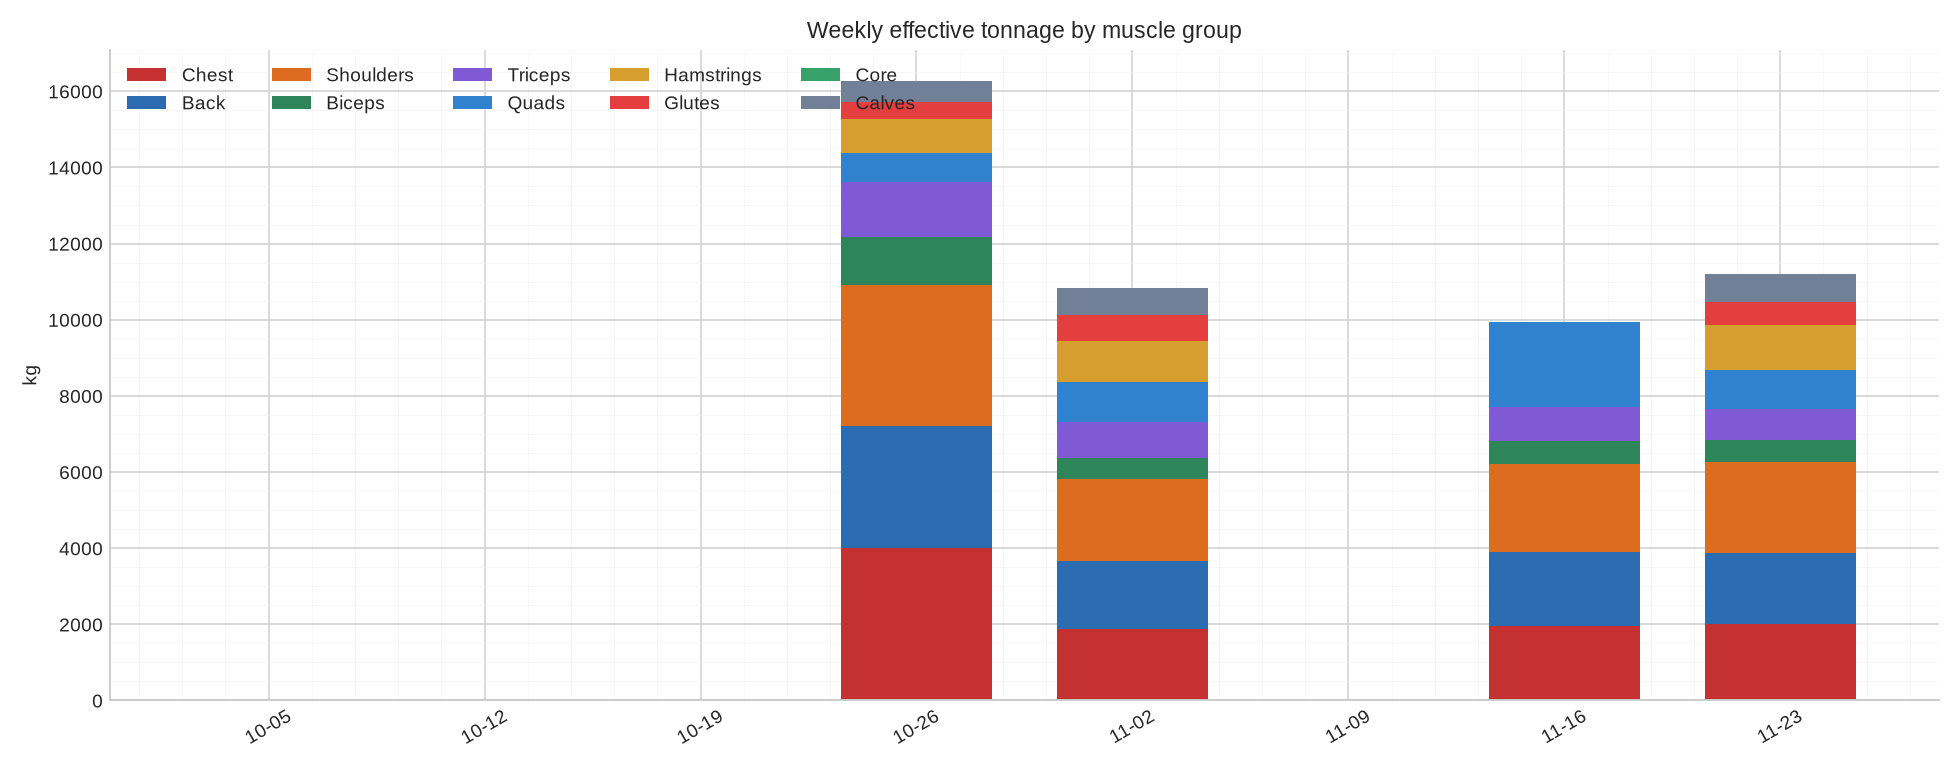 Weekly effective tonnage by muscle group
Chest Shoulders Triceps Hamstrings Core
Back Biceps Quads Glutes Calves
16000
14000
12000
10000
8000
6000
4000
2000
0
kg
10-05 10-12 10-19 10-26 11-02 11-09 11-16 11-23